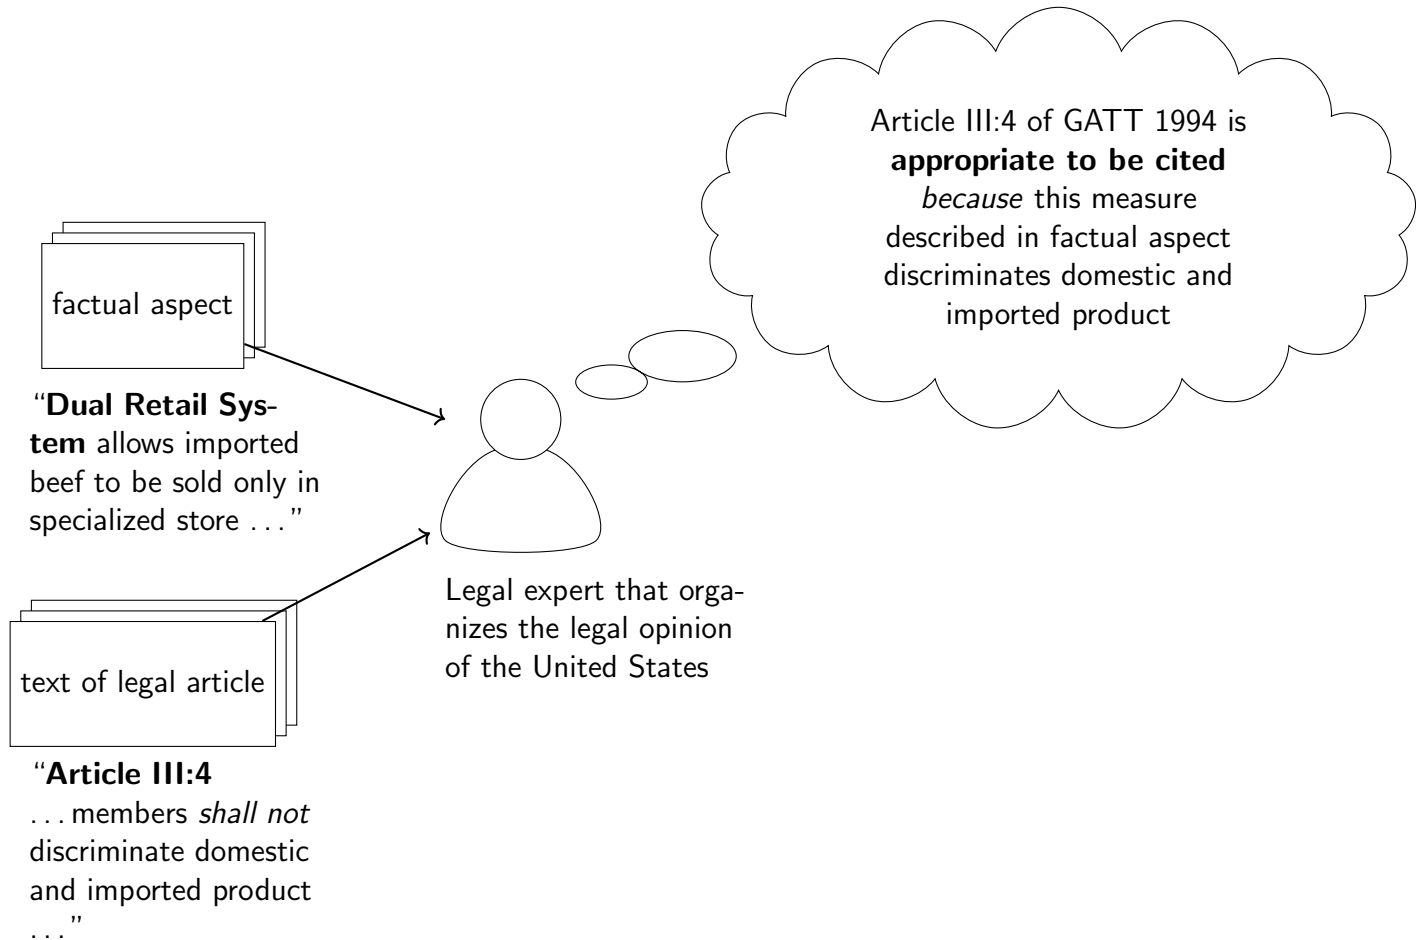 Article III:4 of GATT 1994 is
appropriate to be cited
because this measure
described in factual aspect
discriminates domestic and
imported product
factual aspect
“Dual Retail Sys-
tem allows imported
beef to be sold only in
specialized store ...”
Legal expert that orga-
nizes the legal opinion
of the United States
text of legal article
“Article III:4
...members shall not
discriminate domestic
and imported product
...”